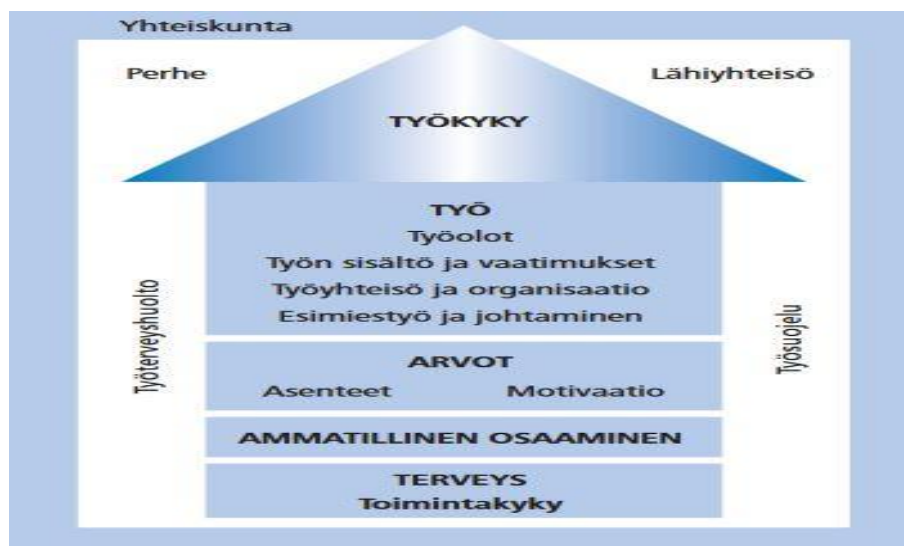 Yhteiskunta
Perhe
Lähiyhteisö
TYÖKYKY
TYÖ
Työolot
Työn sisältö ja vaatimukset
Työyhteisö ja organisaatio
Esimiestyö ja johtaminen
Työterveyshuolto
Työsuojelu
ARVOT
Asenteet Motivaatio
AMMATILLINEN OSAAMINEN
TERVEYS
Toimintakyky